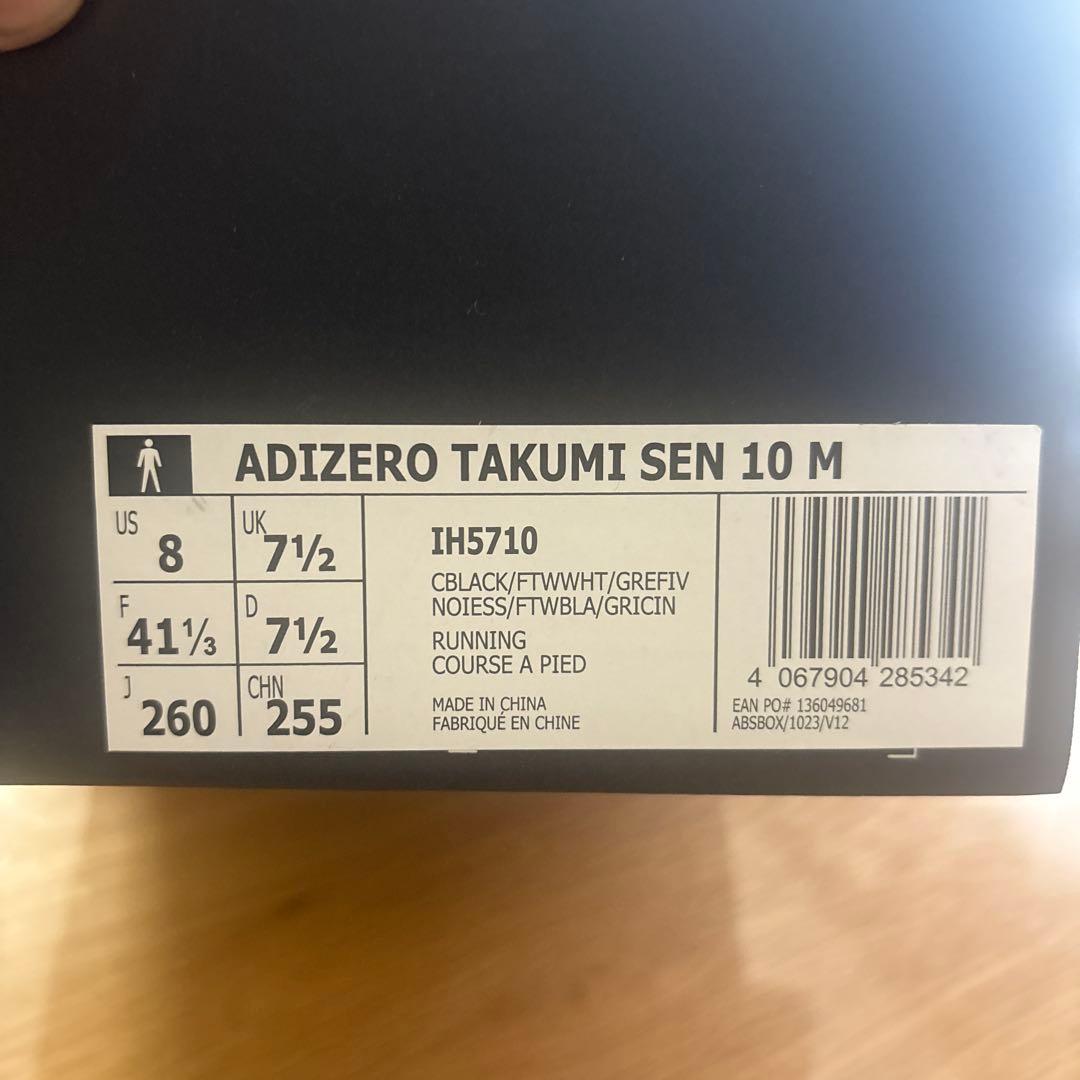 ADIZERO TAKUMI SEN 10 M
US 8
UK 7½
F 41⅓
D 7½
J 260
CHN 255
IH5710
CBLACK/FTWWHT/GREFIV
NOIESS/FTWBLA/GRICIN
RUNNING
COURSE A PIED
MADE IN CHINA
FABRIQUÉ EN CHINE
4 067904 285342
EAN PO# 136049681
ABSBOX/1023/V12